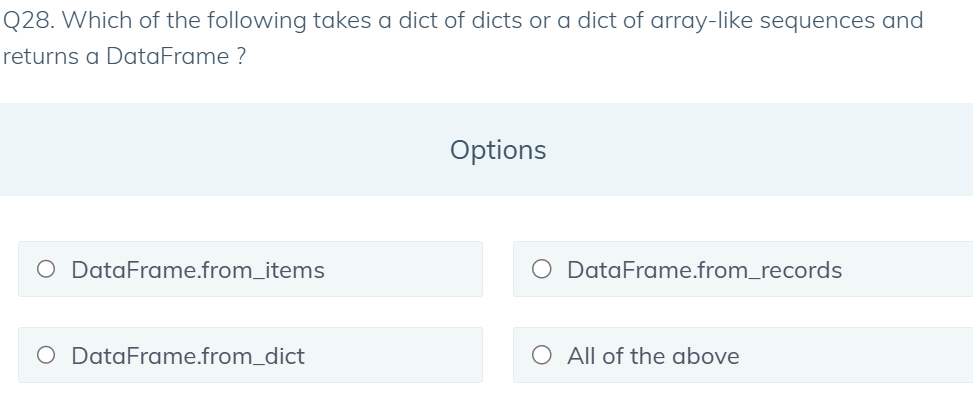 Q28. Which of the following takes a dict of dicts or a dict of array-like sequences and
returns a DataFrame ?
Options
DataFrame.from_items
DataFrame.from_records
DataFrame.from_dict
All of the above